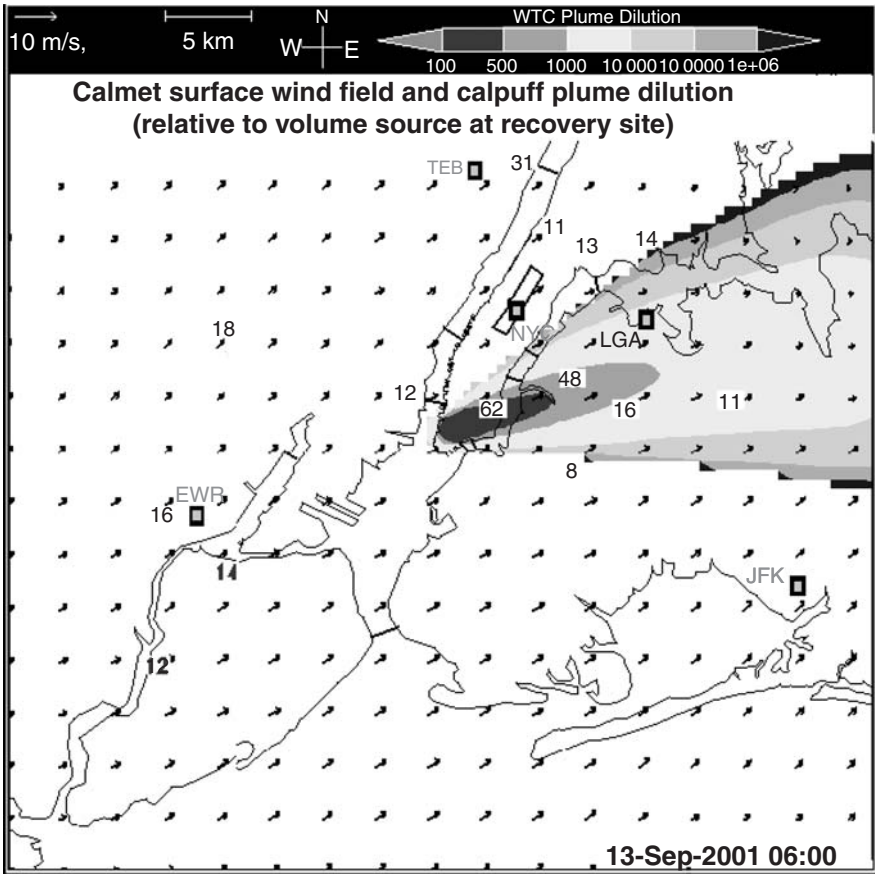 N
WTC Plume Dilution
10 m/s,
5 km
W
E
100 500 1000 10 000 10 0000 1e+06
Calmet surface wind field and calpuff plume dilution
(relative to volume source at recovery site)
TEB
31
11
13
14
18
NYC
LGA
12
48
62
16
11
8
EWR
16
14
JFK
12
13-Sep-2001 06:00